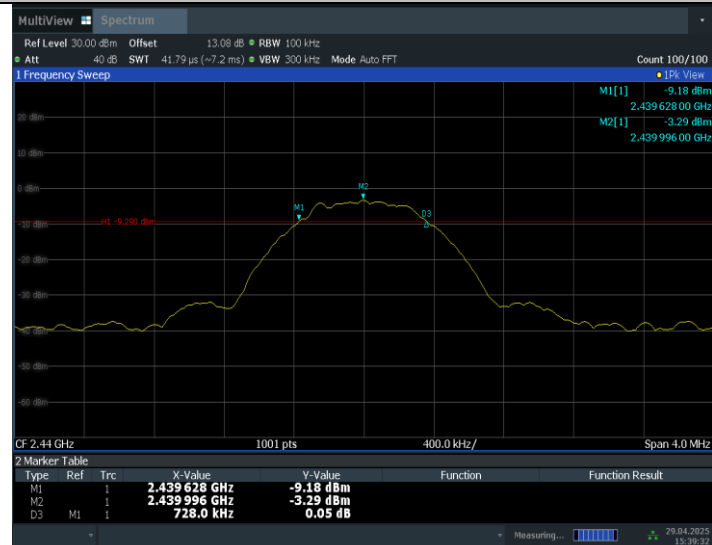 MultiView Spectrum
Ref Level 30.00 dBm Offset 13.08 dB RBW 100 kHz
Att 40 dB SWT 41.79 µs (~7.2 ms) VBW 300 kHz Mode Auto FFT Count 100/100
1 Frequency Sweep 1Pk View
M1[1] -9.18 dBm
2.43962800 GHz
M2[1] -3.29 dBm
2.43999600 GHz
20 dBm
10 dBm
0 dBm
M2
M1
D3
H1 -9.290 dBm
-10 dBm
-20 dBm
-30 dBm
-40 dBm
-50 dBm
-60 dBm
CF 2.44 GHz 1001 pts 400.0 kHz/ Span 4.0 MHz
2 Marker Table
Type Ref Trc X-Value Y-Value Function Function Result
M1 1 2.439 628 GHz -9.18 dBm
M2 1 2.439 996 GHz -3.29 dBm
D3 M1 1 728.0 kHz 0.05 dB
Measuring... 29.04.2025
15:39:32